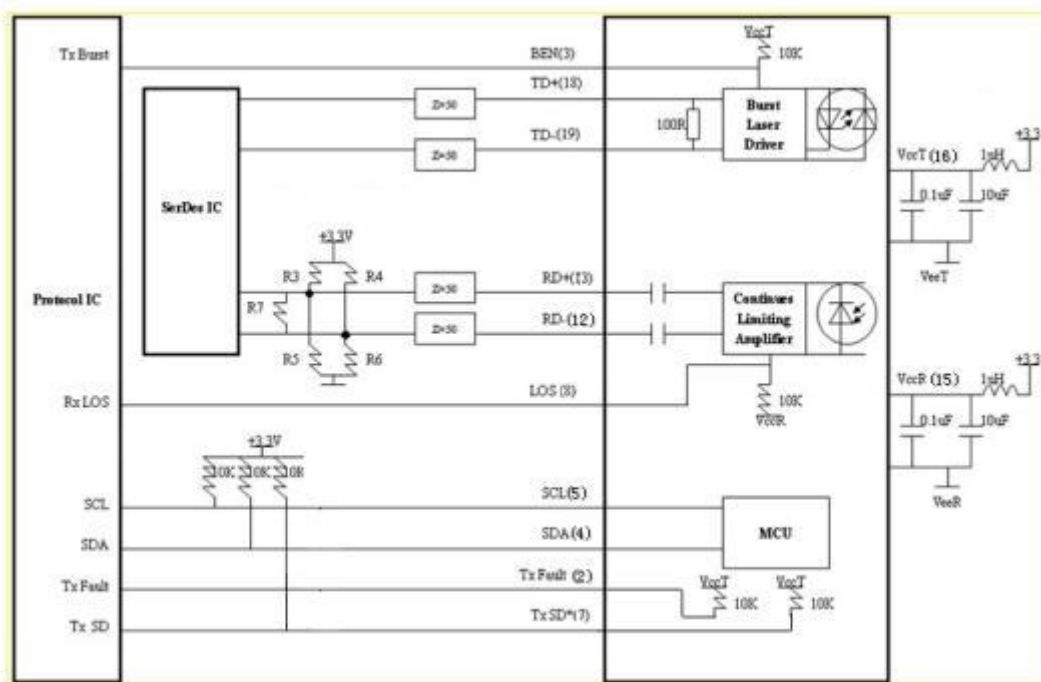 VccT
Tx Burst
BEN(3)
10K
TD+(18)
Z=50
Burst
Laser
Driver
100R
TD-(19)
Z=50
+3.3
VccT (16)
1uH
0.1uF
10uF
SerDes IC
+3.3V
VeeT
R3
R4
RD+(13)
Z=50
Protocol IC
R7
Continues
Limiting
Amplifier
RD-(12)
Z=50
R5
R6
+3.3
VccR (15)
1uH
Rx LOS
LOS (8)
10K
VccR
0.1uF
10uF
+3.3V
10K
10K
SCL
SCL(5)
VeeR
MCU
SDA
SDA(4)
Tx Fault
Tx Fault (2)
VccT
VccT
10K
10K
Tx SD
Tx SD*(7)